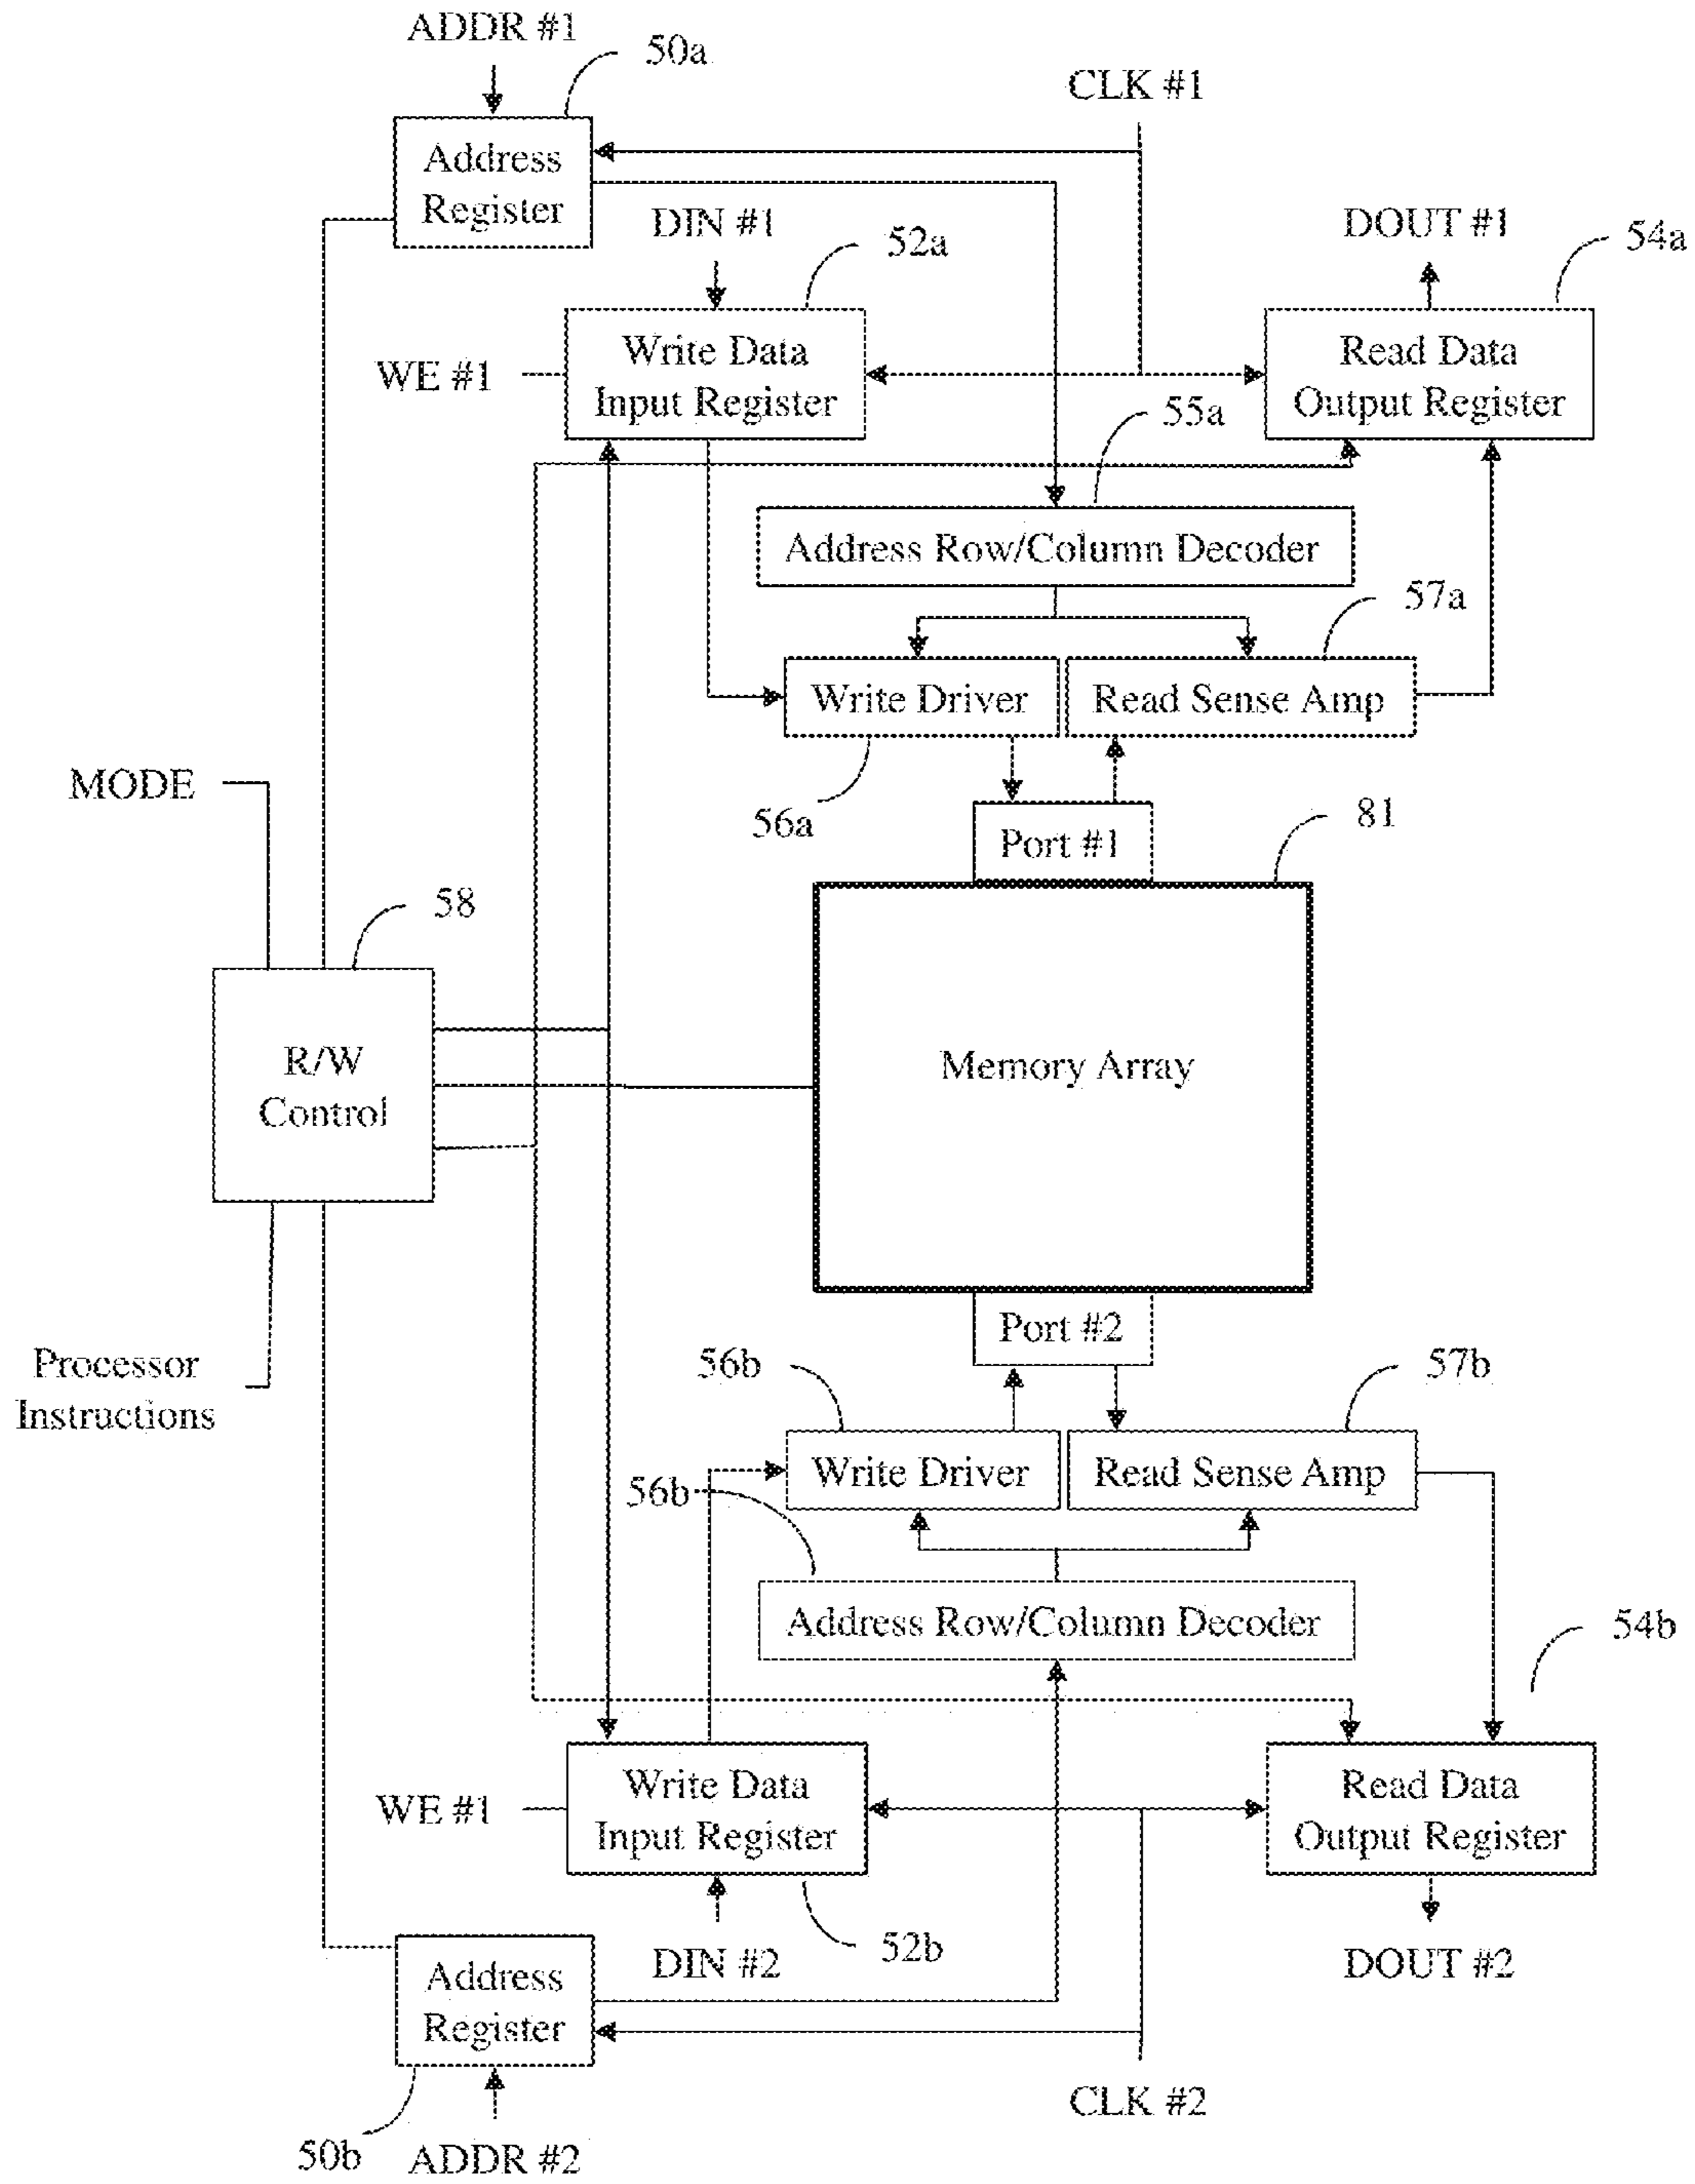 ADDR #1
50a
CLK #1
Address
Register
DIN #1
52a
DOUT #1
54a
WE #1
Write Data
Input Register
Read Data
Output Register
55a
Address Row/Column Decoder
57a
Write Driver
Read Sense Amp
MODE
56a
Port #1
81
58
R/W
Control
Memory Array
Port #2
Processor
Instructions
56b
57b
Write Driver
Read Sense Amp
56b
Address Row/Column Decoder
54b
WE #1
Write Data
Input Register
Read Data
Output Register
52b
DIN #2
DOUT #2
Address
Register
CLK #2
50b
ADDR #2